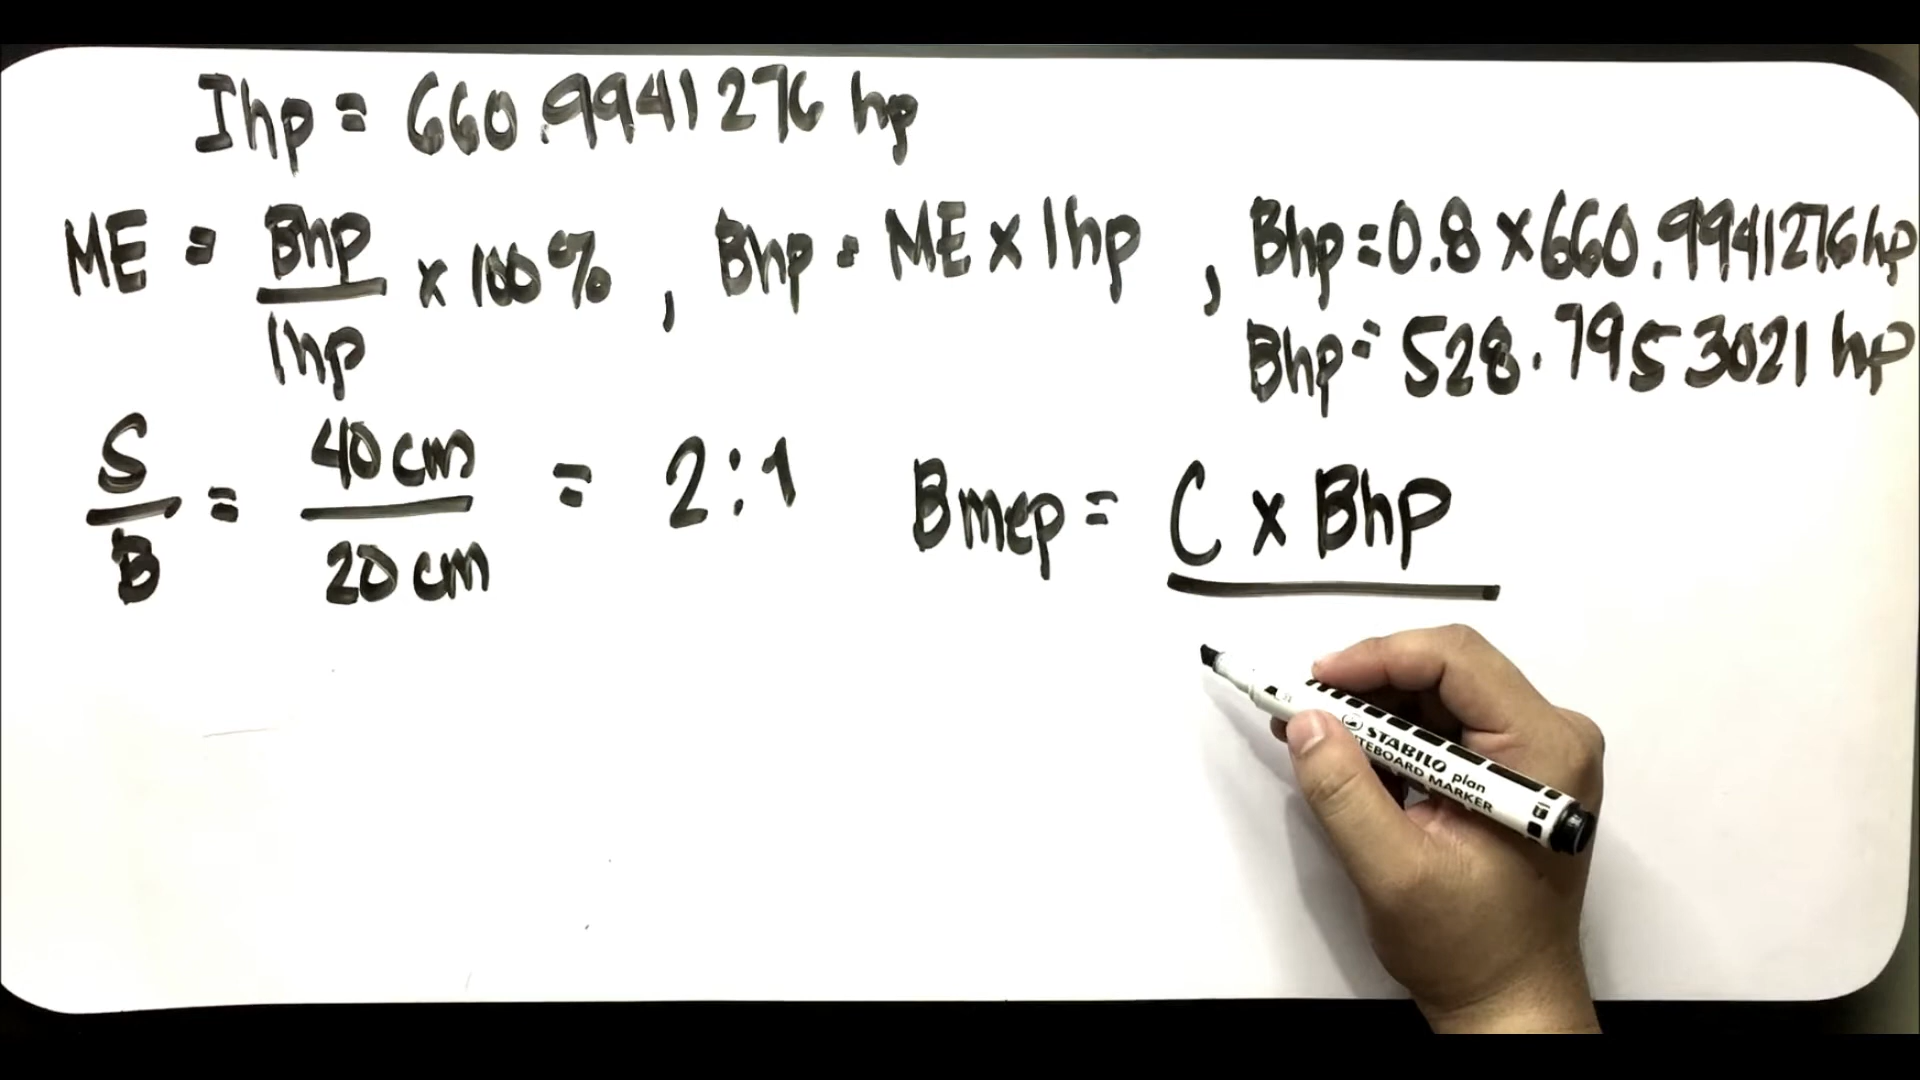 Ihp = 660.9941276 hp
ME = Bhp / Ihp x 100% , Bhp = ME x Ihp , Bhp = 0.8 x 660.9941276 hp
Bhp = 528.7953021 hp
S / B = 40 cm / 20 cm = 2:1
Bmep = C x Bhp
STABILO plan
WHITEBOARD MARKER